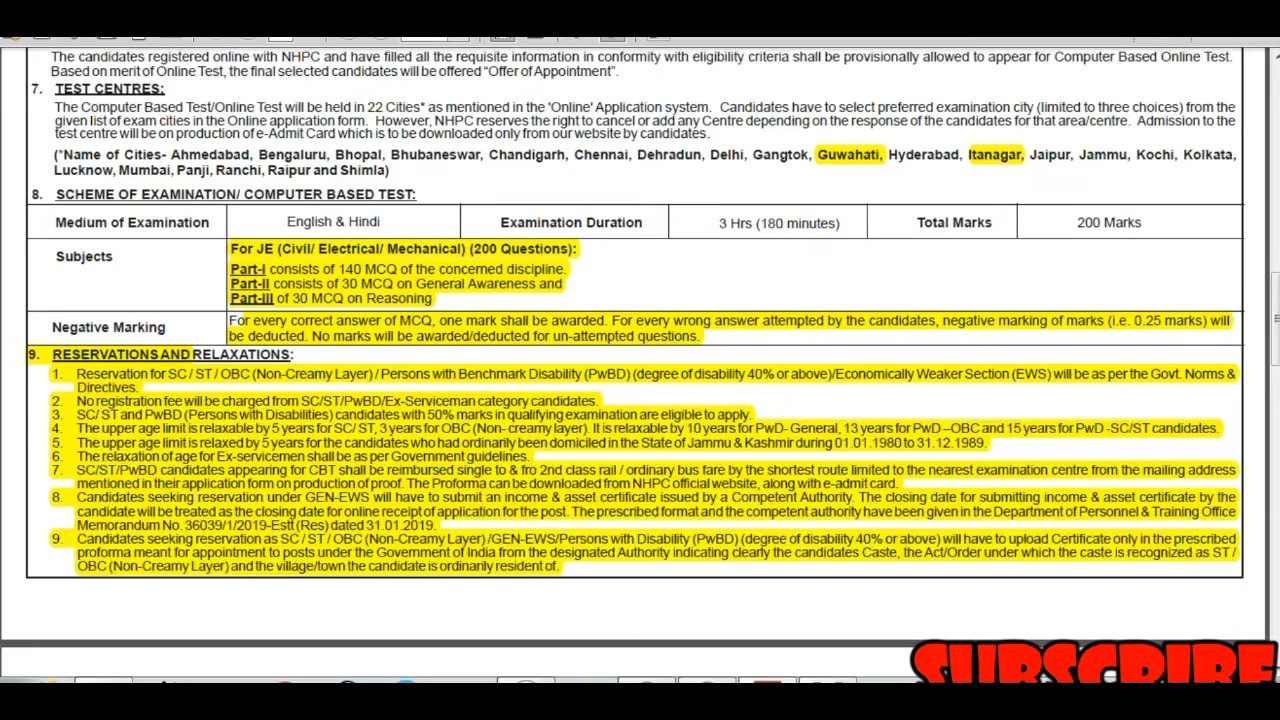 The candidates registered online with NHPC and have filled all the requisite information in conformity with eligibility criteria shall be provisionally allowed to appear for Computer Based Online Test.
Based on merit of Online Test, the final selected candidates will be offered “Offer of Appointment”.
7. TEST CENTRES:
The Computer Based Test/Online Test will be held in 22 Cities* as mentioned in the 'Online' Application system. Candidates have to select preferred examination city (limited to three choices) from the
given list of exam cities in the Online application form. However, NHPC reserves the right to cancel or add any Centre depending on the response of the candidates for that area/centre. Admission to the
test centre will be on production of e-Admit Card which is to be downloaded only from our website by candidates.
(*Name of Cities- Ahmedabad, Bengaluru, Bhopal, Bhubaneswar, Chandigarh, Chennai, Dehradun, Delhi, Gangtok, Guwahati, Hyderabad, Itanagar, Jaipur, Jammu, Kochi, Kolkata,
Lucknow, Mumbai, Panji, Ranchi, Raipur and Shimla)
8. SCHEME OF EXAMINATION/ COMPUTER BASED TEST:
Medium of Examination English & Hindi Examination Duration 3 Hrs (180 minutes) Total Marks 200 Marks
Subjects For JE (Civil/ Electrical/ Mechanical) (200 Questions):
Part-I consists of 140 MCQ of the concerned discipline.
Part-II consists of 30 MCQ on General Awareness and
Part-III of 30 MCQ on Reasoning
Negative Marking For every correct answer of MCQ, one mark shall be awarded. For every wrong answer attempted by the candidates, negative marking of marks (i.e. 0.25 marks) will
be deducted. No marks will be awarded/deducted for un-attempted questions.
9. RESERVATIONS AND RELAXATIONS:
1. Reservation for SC / ST / OBC (Non-Creamy Layer) / Persons with Benchmark Disability (PwBD) (degree of disability 40% or above)/Economically Weaker Section (EWS) will be as per the Govt. Norms &
Directives.
2. No registration fee will be charged from SC/ST/PwBD/Ex-Serviceman category candidates.
3. SC/ ST and PwBD (Persons with Disabilities) candidates with 50% marks in qualifying examination are eligible to apply.
4. The upper age limit is relaxable by 5 years for SC/ ST, 3 years for OBC (Non- creamy layer). It is relaxable by 10 years for PwD- General, 13 years for PwD –OBC and 15 years for PwD -SC/ST candidates.
5. The upper age limit is relaxed by 5 years for the candidates who had ordinarily been domiciled in the State of Jammu & Kashmir during 01.01.1980 to 31.12.1989.
6. The relaxation of age for Ex-servicemen shall be as per Government guidelines.
7. SC/ST/PwBD candidates appearing for CBT shall be reimbursed single to & fro 2nd class rail / ordinary bus fare by the shortest route limited to the nearest examination centre from the mailing address
mentioned in their application form on production of proof. The Proforma can be downloaded from NHPC official website, along with e-admit card.
8. Candidates seeking reservation under GEN-EWS will have to submit an income & asset certificate issued by a Competent Authority. The closing date for submitting income & asset certificate by the
candidate will be treated as the closing date for online receipt of application for the post. The prescribed format and the competent authority have been given in the Department of Personnel & Training Office
Memorandum No. 36039/1/2019-Estt (Res) dated 31.01.2019.
9. Candidates seeking reservation as SC / ST / OBC (Non-Creamy Layer) /GEN-EWS/Persons with Disability (PwBD) (degree of disability 40% or above) will have to upload Certificate only in the prescribed
proforma meant for appointment to posts under the Government of India from the designated Authority indicating clearly the candidates Caste, the Act/Order under which the caste is recognized as ST /
OBC (Non-Creamy Layer) and the village/town the candidate is ordinarily resident of.
SUBSCRIBE